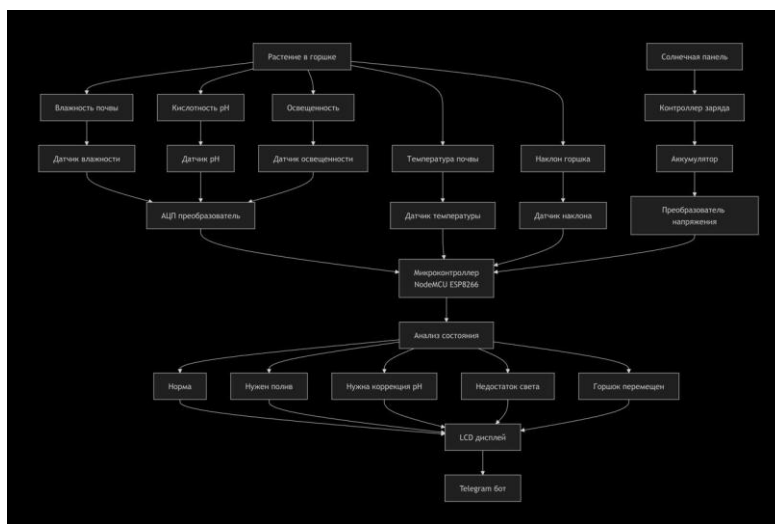 Растение в горшке
Солнечная панель
Влажность почвы
Кислотность pH
Освещенность
Контроллер заряда
Датчик влажности
Датчик pH
Датчик освещенности
Температура почвы
Наклон горшка
Аккумулятор
АЦП преобразователь
Датчик температуры
Датчик наклона
Преобразователь
напряжения
Микроконтроллер
NodeMCU ESP8266
Анализ состояния
Норма
Нужен полив
Нужна коррекция pH
Недостаток света
Горшок перемещен
LCD дисплей
Telegram бот